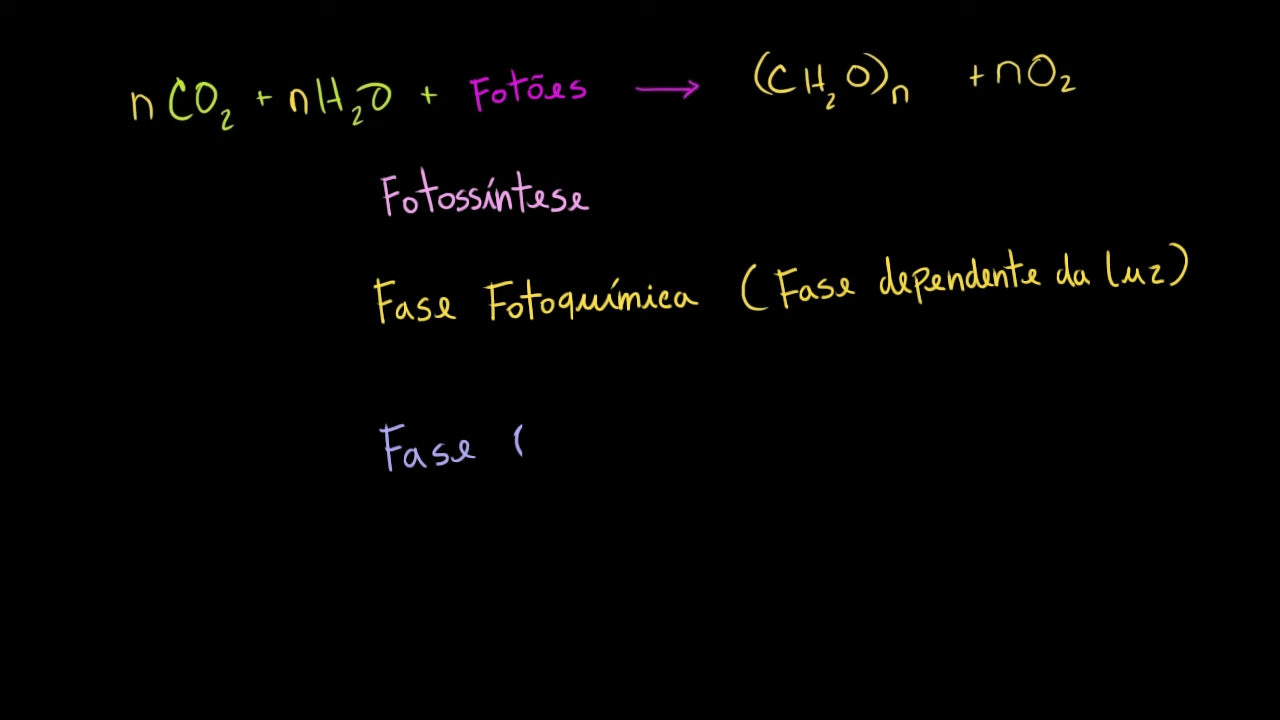 nCO₂ + nH₂O + Fotões → (CH₂O)n + nO₂
Fotossíntese
Fase Fotoquímica (Fase dependente da luz)
Fase (